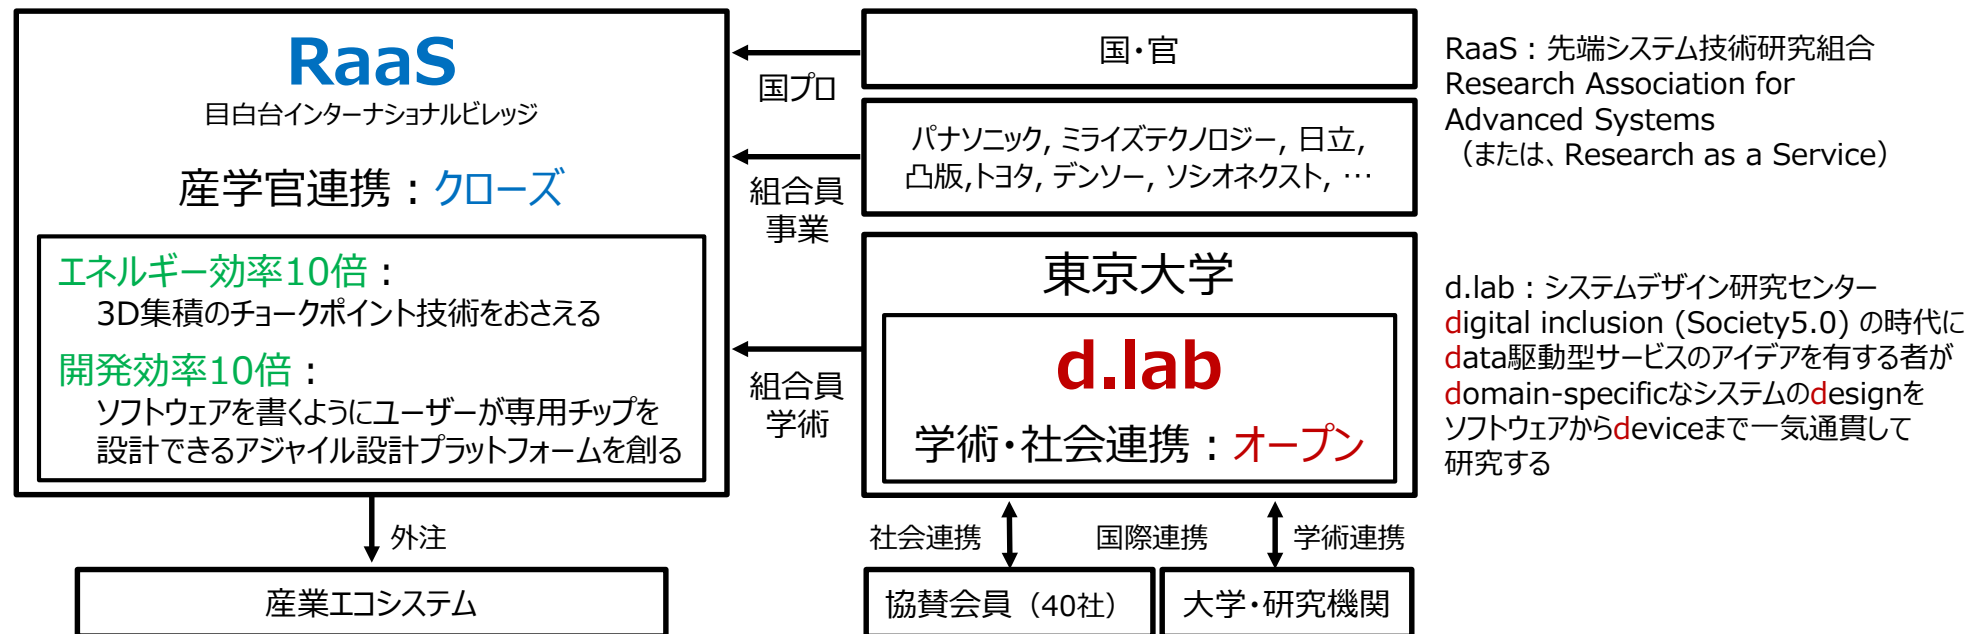 RaaS
目白台インターナショナルビレッジ
産学官連携：クローズ
エネルギー効率10倍：
3D集積のチョークポイント技術をおさえる
開発効率10倍：
ソフトウェアを書くようにユーザーが専用チップを
設計できるアジャイル設計プラットフォームを創る
外注
産業エコシステム
国プロ
組合員
事業
組合員
学術
国・官
パナソニック, ミライズテクノロジー, 日立,
凸版,トヨタ, デンソー, ソシオネクスト, …
東京大学
d.lab
学術・社会連携：オープン
社会連携
国際連携
学術連携
協賛会員（40社）
大学・研究機関
RaaS：先端システム技術研究組合
Research Association for
Advanced Systems
（または、Research as a Service）
d.lab：システムデザイン研究センター
digital inclusion (Society5.0) の時代に
data駆動型サービスのアイデアを有する者が
domain-specificなシステムのdesignを
ソフトウェアからdeviceまで一気通貫して
研究する